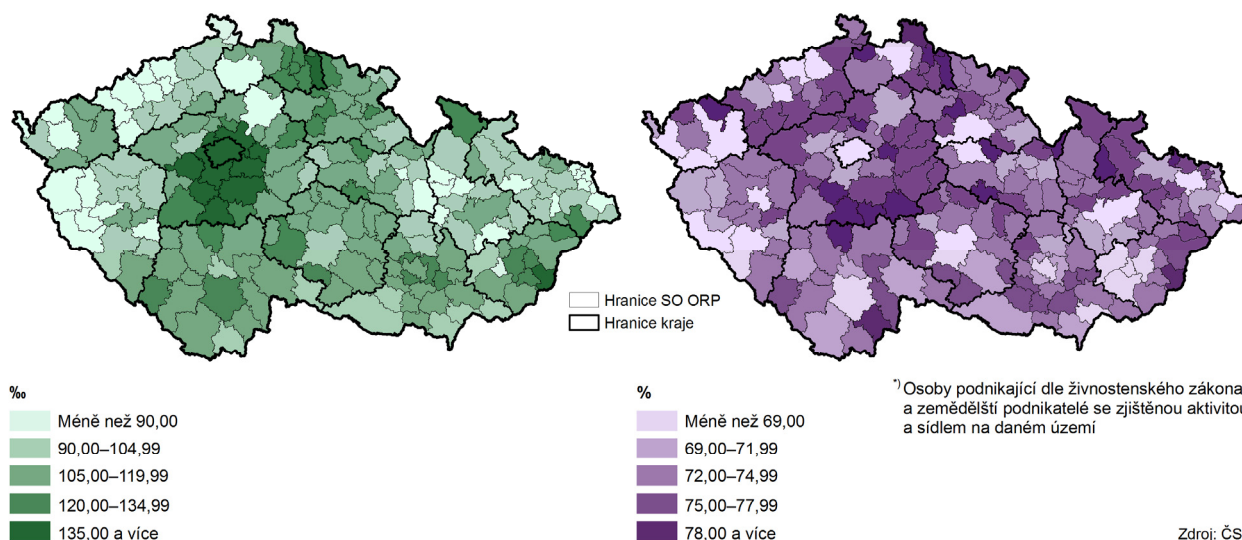 Hranice SO ORP
Hranice kraje
‰
Méně než 90,00
90,00–104,99
105,00–119,99
120,00–134,99
135,00 a více
%
Méně než 69,00
69,00–71,99
72,00–74,99
75,00–77,99
78,00 a více
*) Osoby podnikající dle živnostenského zákona
a zemědělští podnikatelé se zjištěnou aktivitou
a sídlem na daném území
Zdroj: ČS